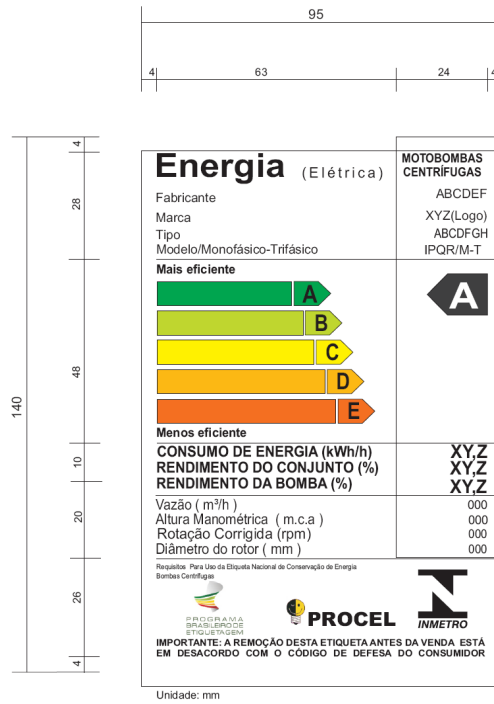 95
4 63 24 4
4
28
48
140
10
20
26
4
Energia (Elétrica)
MOTOBOMBAS
CENTRÍFUGAS
Fabricante ABCDEF
Marca XYZ(Logo)
Tipo ABCDFGH
Modelo/Monofásico-Trifásico IPQR/M-T
Mais eficiente
A
A
B
C
D
E
Menos eficiente
CONSUMO DE ENERGIA (kWh/h) XY,Z
RENDIMENTO DO CONJUNTO (%) XY,Z
RENDIMENTO DA BOMBA (%) XY,Z
Vazão ( m³/h ) 000
Altura Manométrica ( m.c.a ) 000
Rotação Corrigida (rpm) 000
Diâmetro do rotor ( mm ) 000
Requisitos Para Uso da Etiqueta Nacional de Conservação de Energia
Bombas Centrífugas
PROGRAMA
BRASILEIRO DE
ETIQUETAGEM
PROCEL
INMETRO
IMPORTANTE: A REMOÇÃO DESTA ETIQUETA ANTES DA VENDA ESTÁ
EM DESACORDO COM O CÓDIGO DE DEFESA DO CONSUMIDOR
Unidade: mm